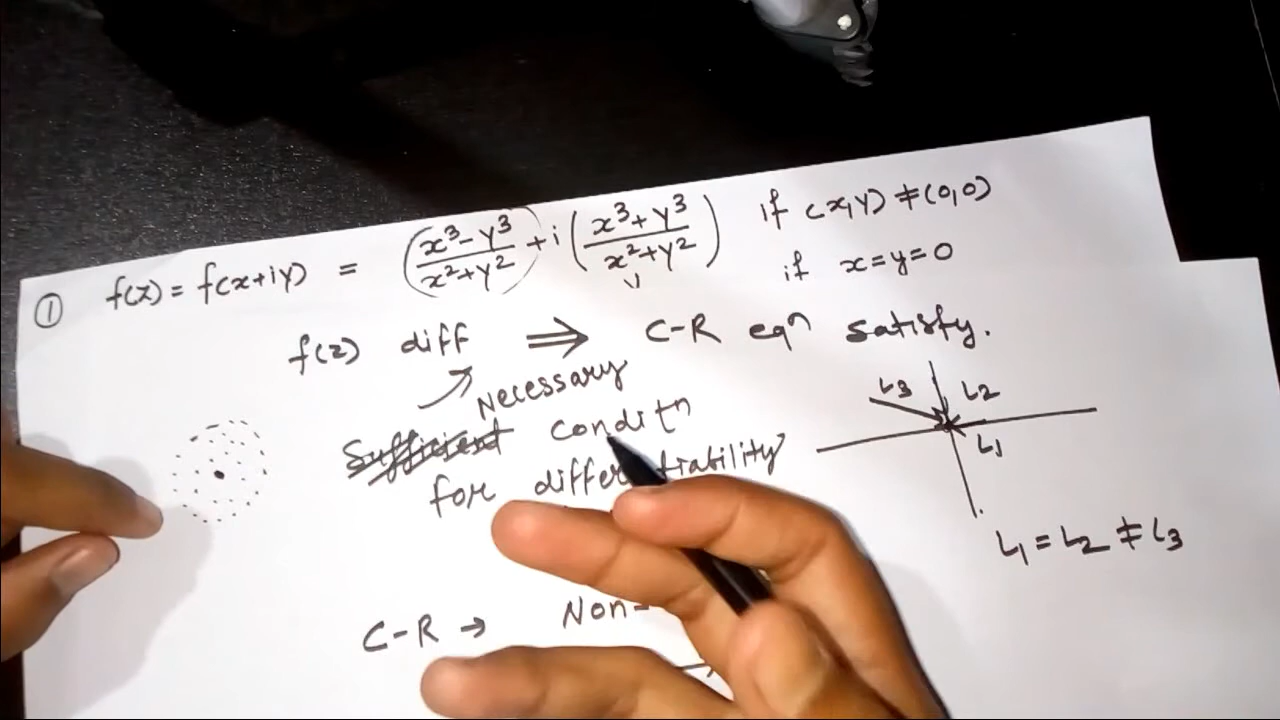 ① f(z) = f(x+iy) = (x³-y³/x²+y²) + i (x³+y³/x²+y²) if (x,y) ≠ (0,0)
if x=y=0
f(z) diff ⇒ C-R eqⁿ satisfy.
Necessary
Sufficient conditⁿ
for differentiability
L3 L2
L1
L1 = L2 ≠ L3
C-R → Non-